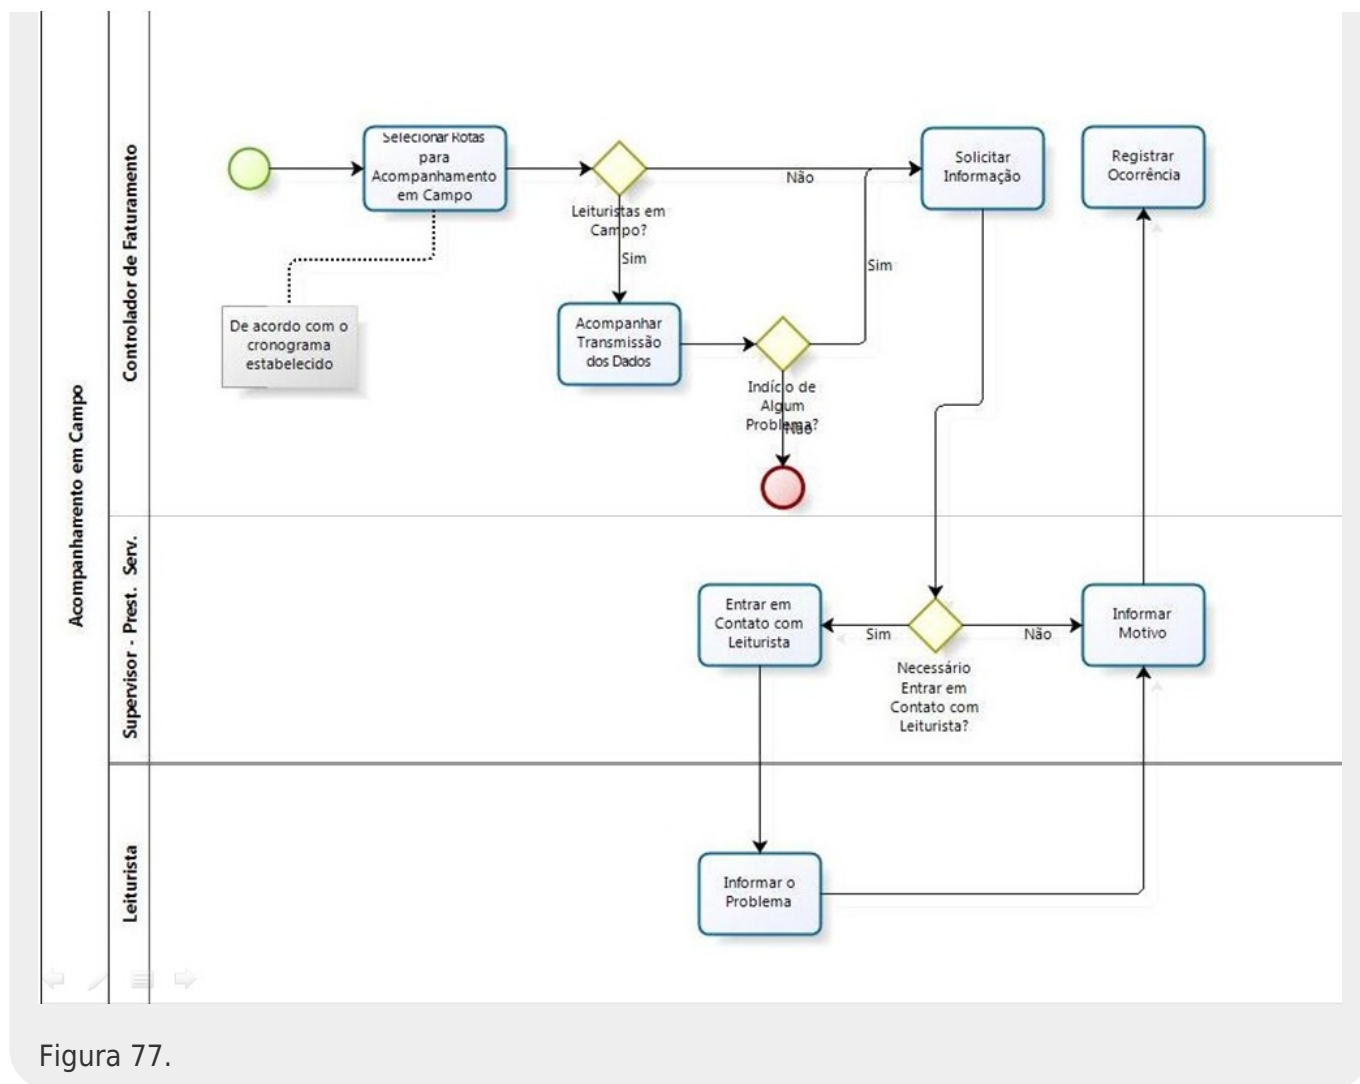 Acompanhamento em Campo
Controlador de Faturamento
Selecionar Rotas
para
Acompanhamento
em Campo
De acordo com o
cronograma
estabelecido
Leituristas em
Campo?
Não
Sim
Acompanhar
Transmissão
dos Dados
Indício de
Algum
Problema?
Sim
Não
Solicitar
Informação
Registrar
Ocorrência
Supervisor - Prest. Serv.
Entrar em
Contato com
Leiturista
Sim
Necessário
Entrar em
Contato com
Leiturista?
Não
Informar
Motivo
Leiturista
Informar o
Problema
Figura 77.